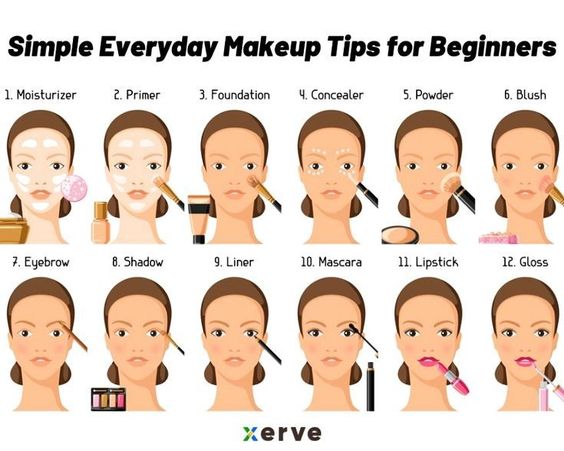 Simple Everyday Makeup Tips for Beginners
1. Moisturizer
2. Primer
3. Foundation
4. Concealer
5. Powder
6. Blush
7. Eyebrow
8. Shadow
9. Liner
10. Mascara
11. Lipstick
12. Gloss
xerve